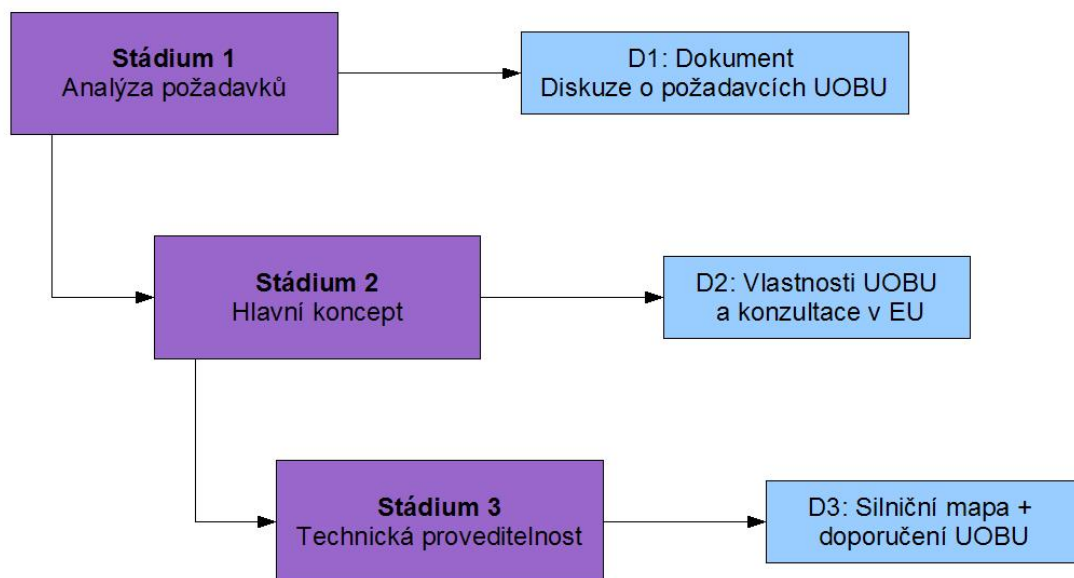 Stádium 1
Analýza požadavků
D1: Dokument
Diskuze o požadavcích UOBU
Stádium 2
Hlavní koncept
D2: Vlastnosti UOBU
a konzultace v EU
Stádium 3
Technická proveditelnost
D3: Silniční mapa +
doporučení UOBU